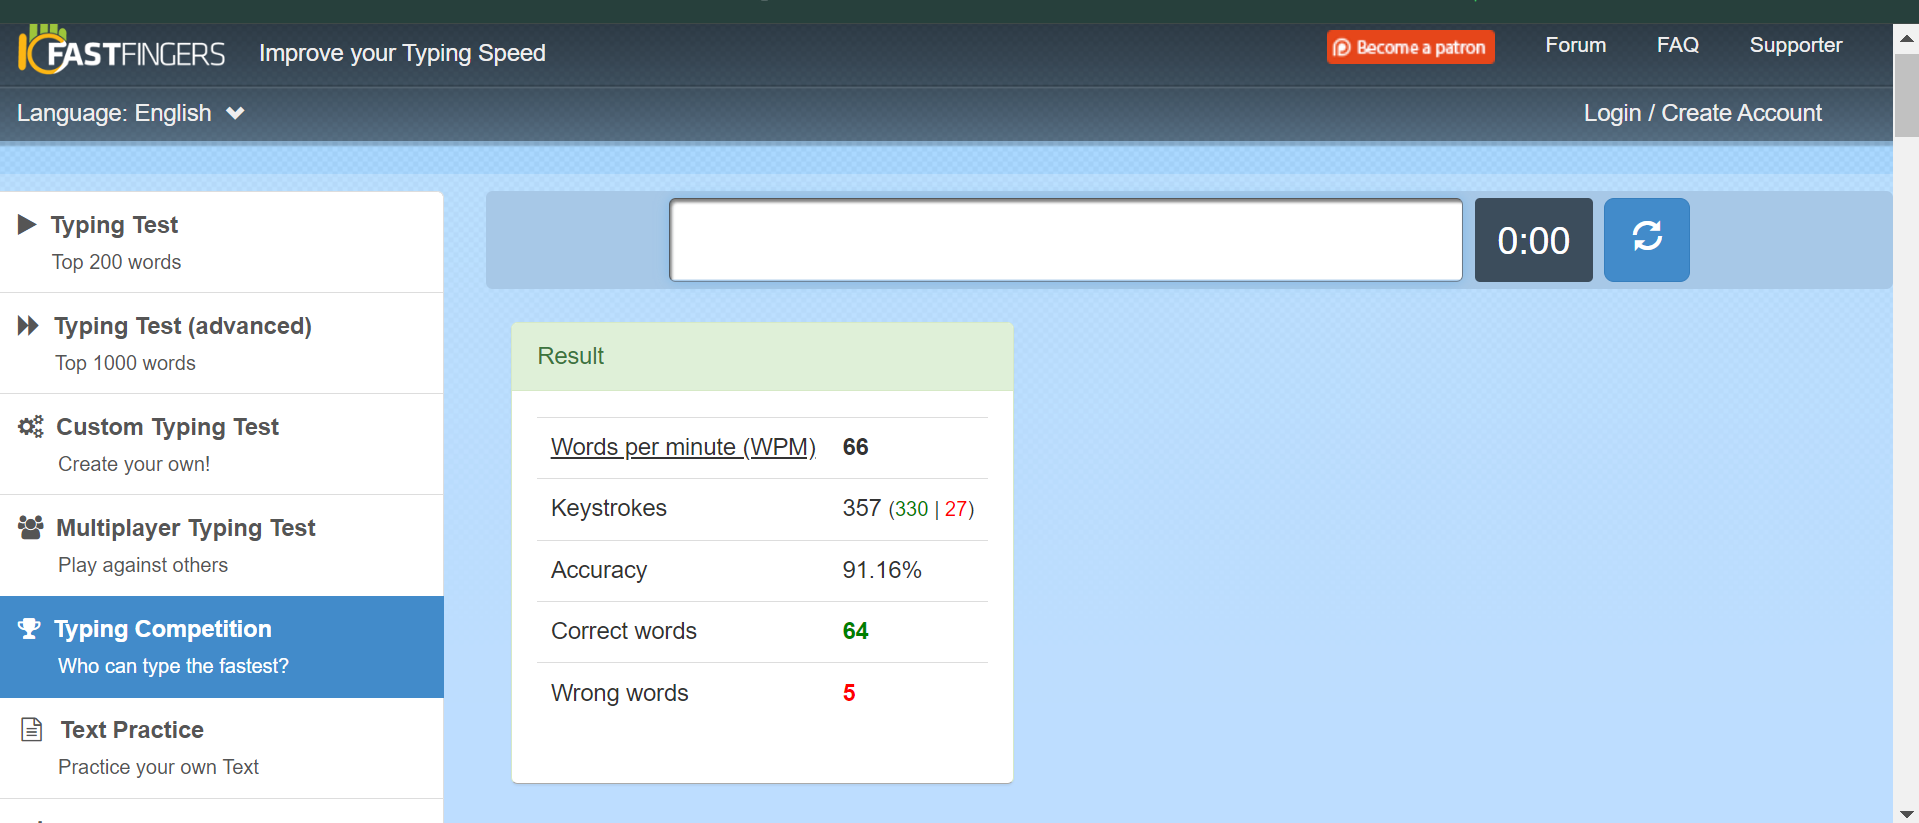 FASTFINGERS Improve your Typing Speed Become a patron Forum FAQ Supporter
Language: English Login / Create Account
Typing Test
Top 200 words
Typing Test (advanced)
Top 1000 words
Custom Typing Test
Create your own!
Multiplayer Typing Test
Play against others
Typing Competition
Who can type the fastest?
Text Practice
Practice your own Text
0:00
Result
Words per minute (WPM) 66
Keystrokes 357 (330 | 27)
Accuracy 91.16%
Correct words 64
Wrong words 5